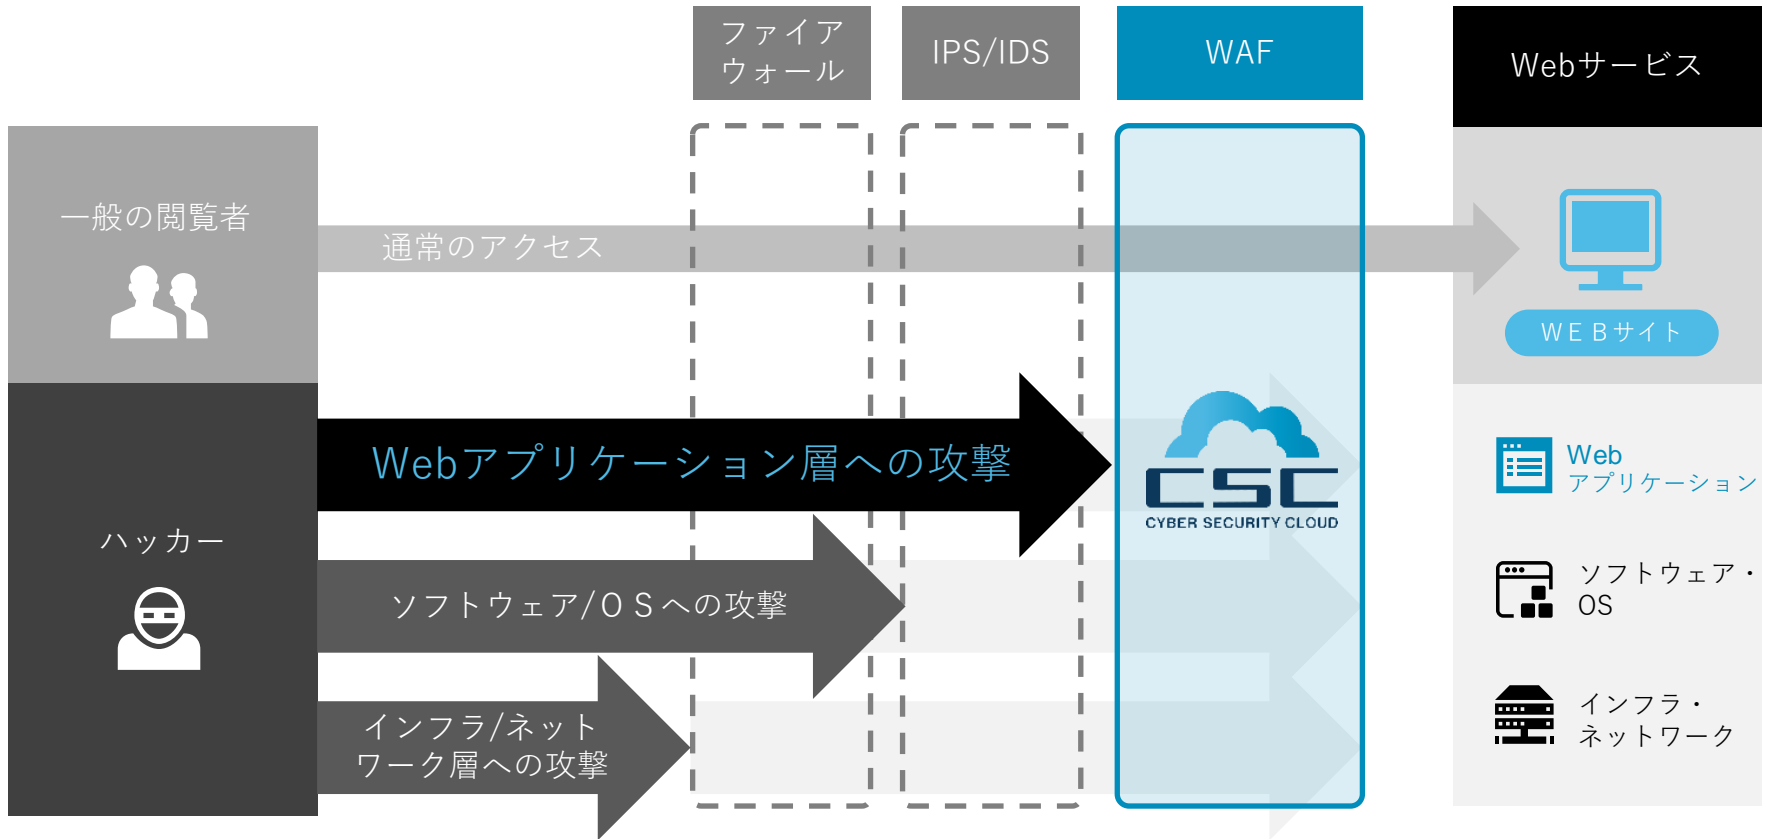 ファイア
ウォール
IPS/IDS
WAF
Webサービス
一般の閲覧者
通常のアクセス
WEBサイト
Webアプリケーション層への攻撃
CSC
CYBER SECURITY CLOUD
Web
アプリケーション
ハッカー
ソフトウェア/OSへの攻撃
ソフトウェア・
OS
インフラ/ネット
ワーク層への攻撃
インフラ・
ネットワーク